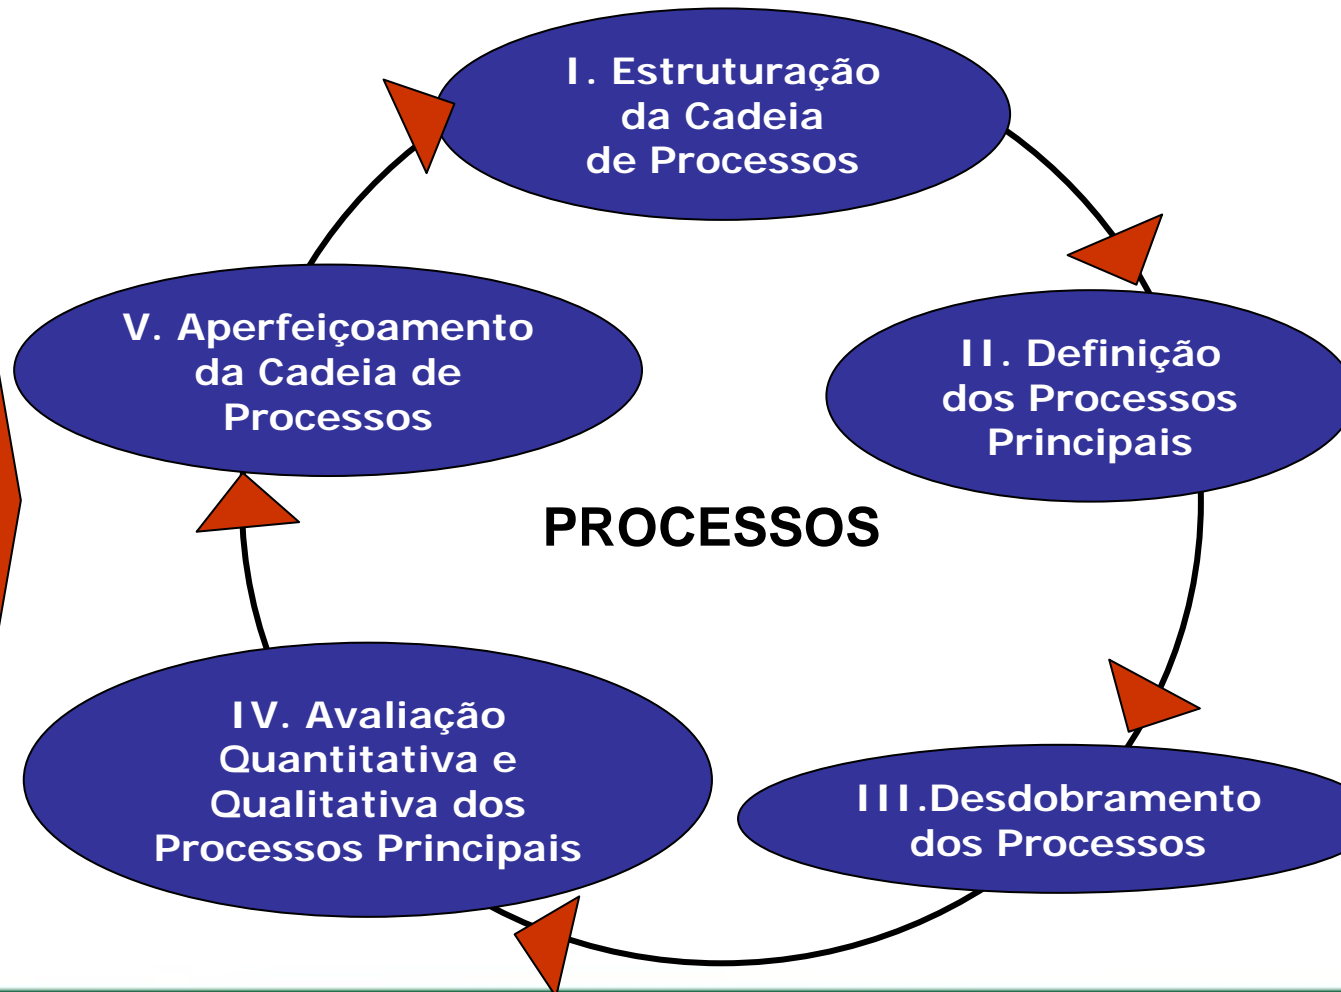 I. Estruturação
da Cadeia
de Processos
II. Definição
dos Processos
Principais
III.Desdobramento
dos Processos
IV. Avaliação
Quantitativa e
Qualitativa dos
Processos Principais
V. Aperfeiçoamento
da Cadeia de
Processos
PROCESSOS